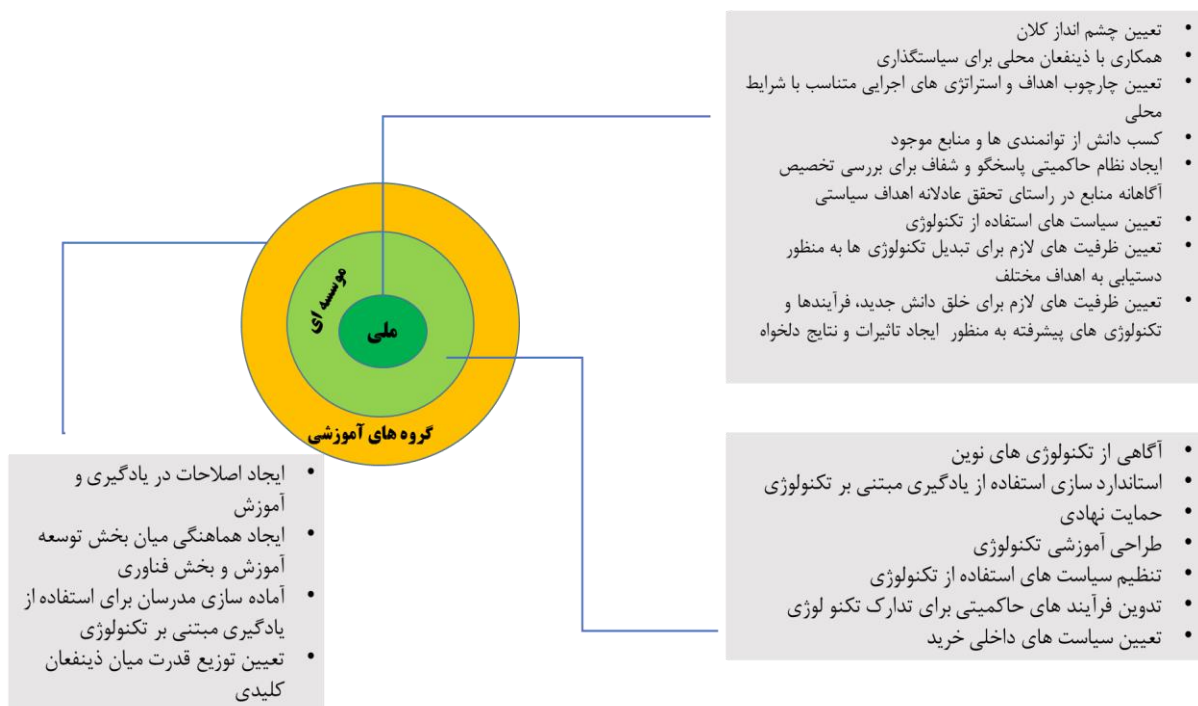 • تعیین چشم انداز کلان
• همکاری با ذینفعان محلی برای سیاستگذاری
• تعیین چارچوب اهداف و استراتژی های اجرایی متناسب با شرایط
محلی
• کسب دانش از توانمندی ها و منابع موجود
• ایجاد نظام حاکمیتی پاسخگو و شفاف برای بررسی تخصیص
آگاهانه منابع در راستای تحقق عادلانه اهداف سیاستی
• تعیین سیاست های استفاده از تکنولوژی
• تعیین ظرفیت های لازم برای تبدیل تکنولوژی ها به منظور
دستیابی به اهداف مختلف
• تعیین ظرفیت های لازم برای خلق دانش جدید، فرآیندها و
تکنولوژی های پیشرفته به منظور ایجاد تاثیرات و نتایج دلخواه
موسسه ای
ملی
گروه های آموزشی
• آگاهی از تکنولوژی های نوین
• استاندارد سازی استفاده از یادگیری مبتنی بر تکنولوژی
• حمایت نهادی
• طراحی آموزشی تکنولوژی
• تنظیم سیاست های استفاده از تکنولوژی
• تدوین فرآیند های حاکمیتی برای تدارک تکنو لوژی
• تعیین سیاست های داخلی خرید
• ایجاد اصلاحات در یادگیری و
آموزش
• ایجاد هماهنگی میان بخش توسعه
آموزش و بخش فناوری
• آماده سازی مدرسان برای استفاده از
یادگیری مبتنی بر تکنولوژی
• تعیین توزیع قدرت میان ذینفعان
کلیدی